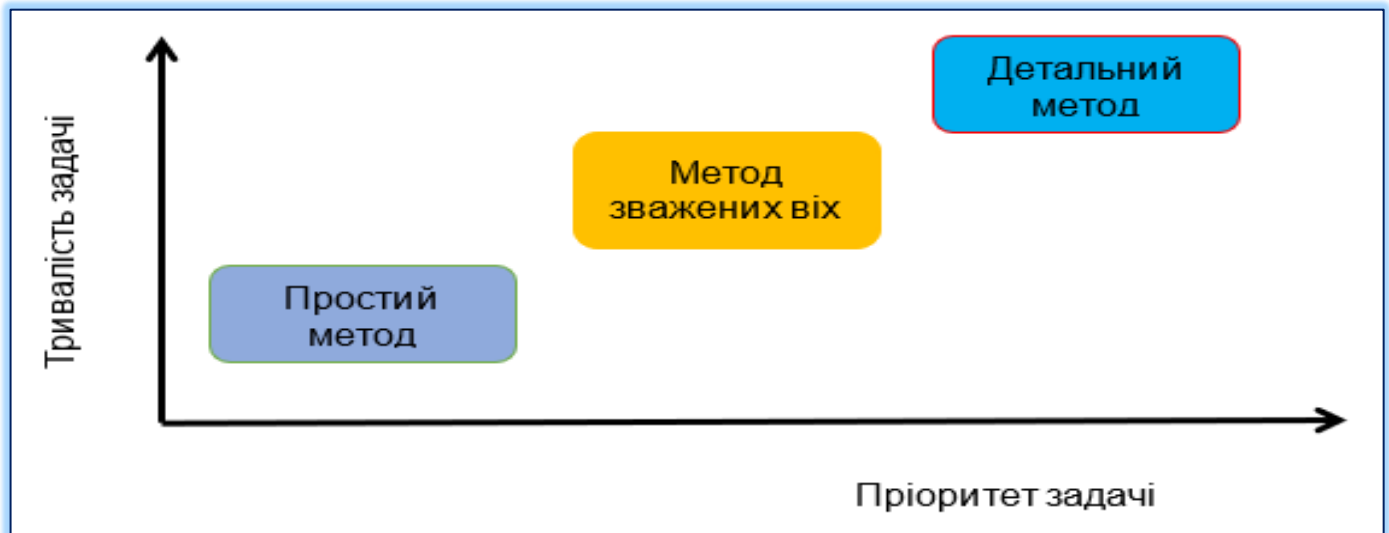 Тривалість задачі
Детальний
метод
Метод
зважених віх
Простий
метод
Пріоритет задачі